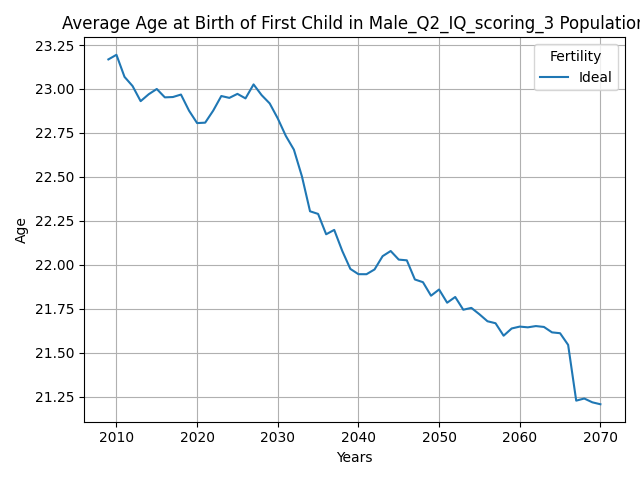 Average Age at Birth of First Child in Male_Q2_IQ_scoring_3 Population
Fertility
Ideal
23.25
23.00
22.75
22.50
22.25
22.00
21.75
21.50
21.25
Age
2010 2020 2030 2040 2050 2060 2070
Years